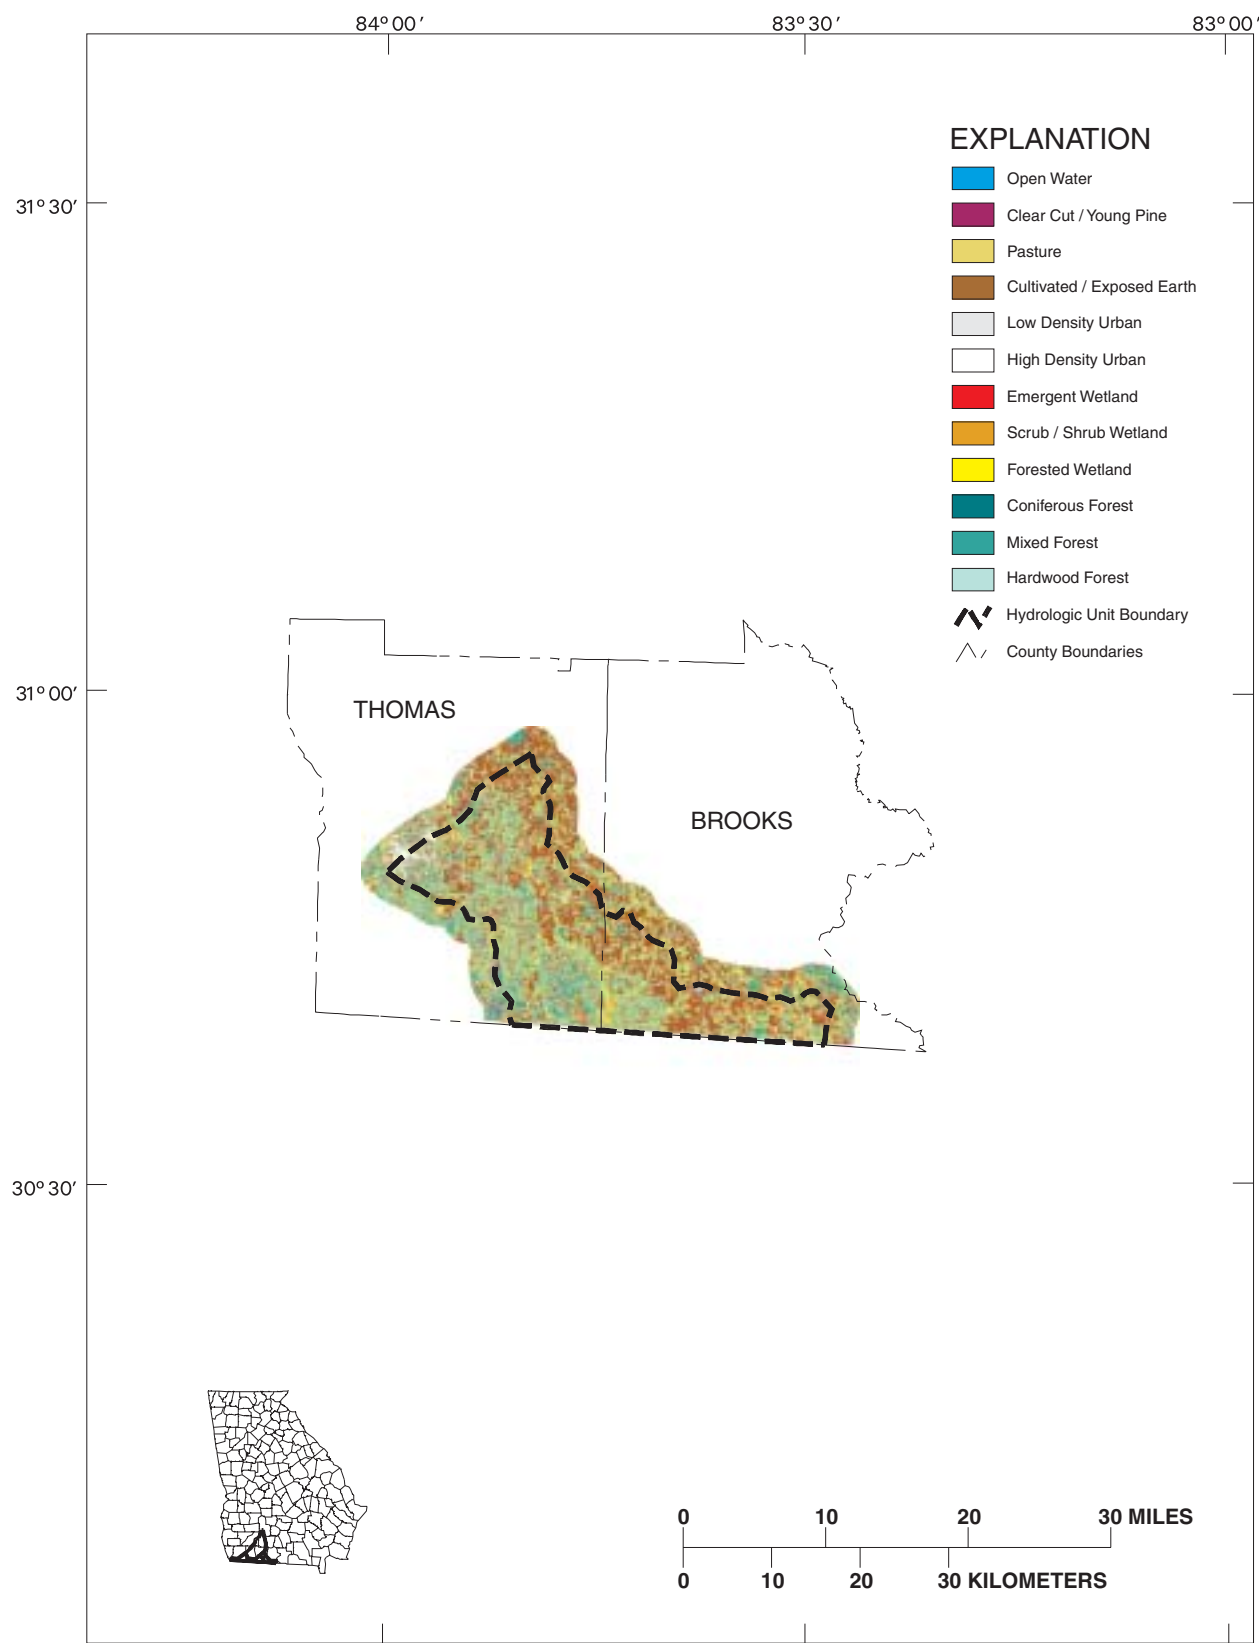 84° 00′
83° 30′
83° 00′
EXPLANATION
Open Water
Clear Cut / Young Pine
Pasture
Cultivated / Exposed Earth
Low Density Urban
High Density Urban
Emergent Wetland
Scrub / Shrub Wetland
Forested Wetland
Coniferous Forest
Mixed Forest
Hardwood Forest
Hydrologic Unit Boundary
County Boundaries
31° 30′
31° 00′
THOMAS
BROOKS
30° 30′
0 10 20 30 MILES
0 10 20 30 KILOMETERS